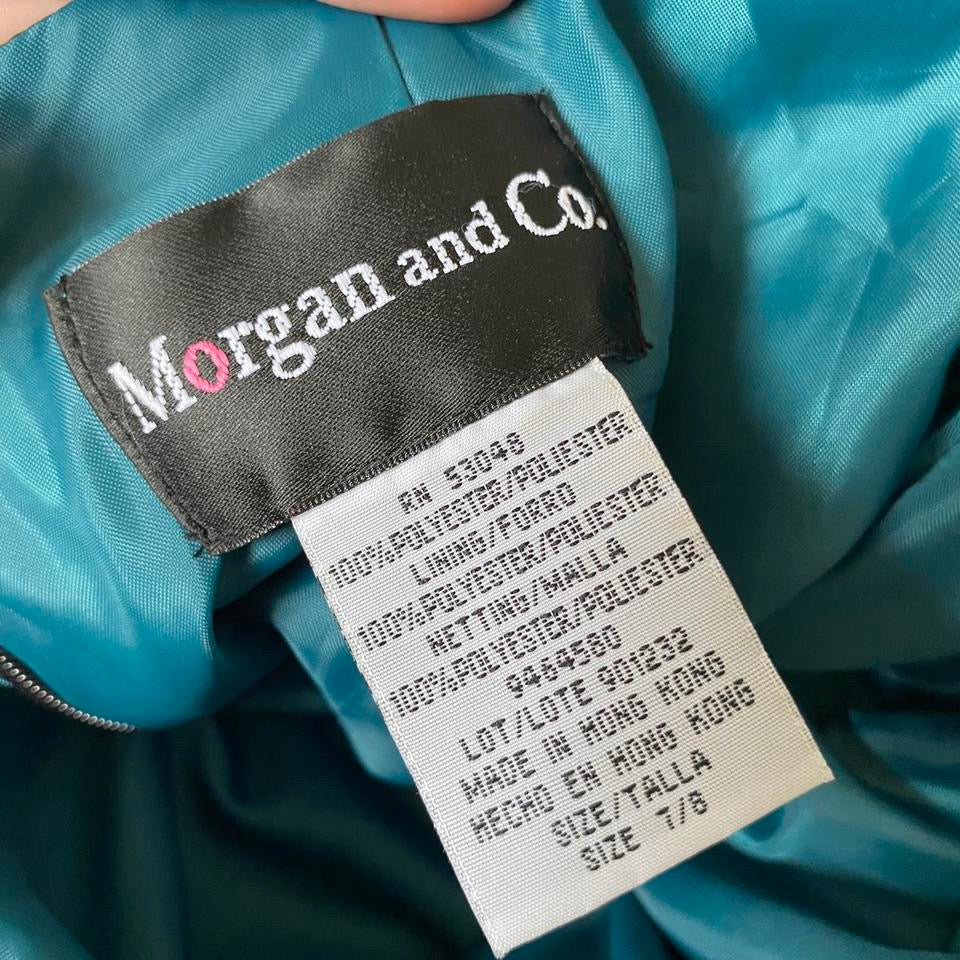 Morgan and Co.
RN 53048
100%POLYESTER/POLIESTER
LINING/FORRO
100%POLYESTER/POLIESTER
NETTING/MALLA
100%POLYESTER/POLIESTER
9464580
LOT/LOTE 901232
MADE IN HONG KONG
HECHO EN HONG KONG
SIZE/TALLA
SIZE 7/8